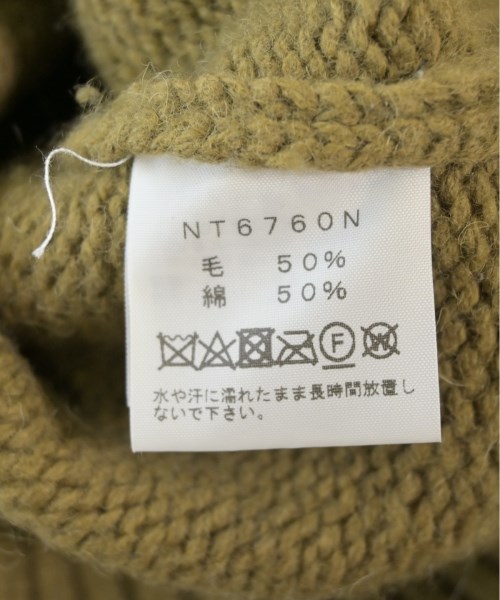 NT6760N
毛 50%
綿 50%
F W
水や汗に濡れたまま長時間放置し
ないで下さい。